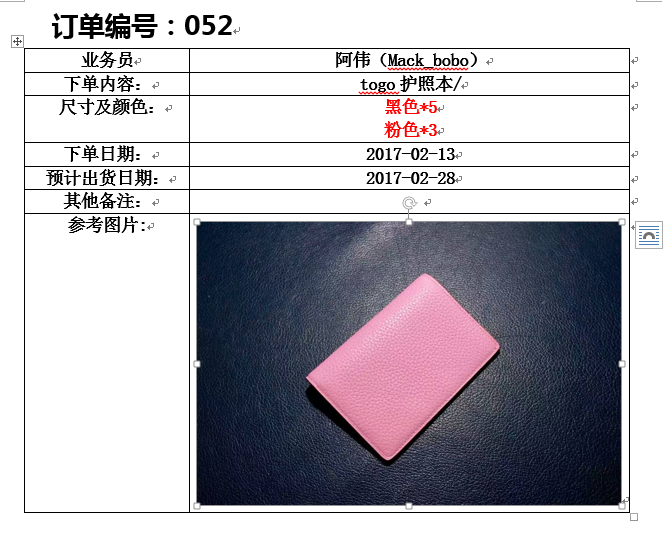 订单编号：052
业务员 阿伟（Mack_bobo）
下单内容： togo护照本/
尺寸及颜色： 黑色*5
粉色*3
下单日期： 2017-02-13
预计出货日期： 2017-02-28
其他备注：
参考图片: